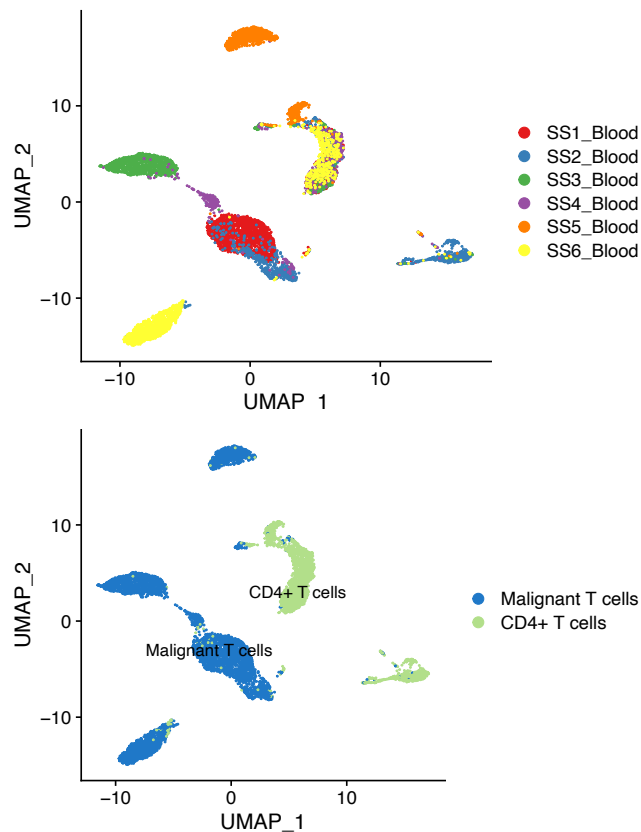 10
0
−10
UMAP_2
−10
0
10
UMAP_1
SS1_Blood
SS2_Blood
SS3_Blood
SS4_Blood
SS5_Blood
SS6_Blood
10
0
−10
UMAP_2
CD4+ T cells
Malignant T cells
−10
0
10
UMAP_1
Malignant T cells
CD4+ T cells